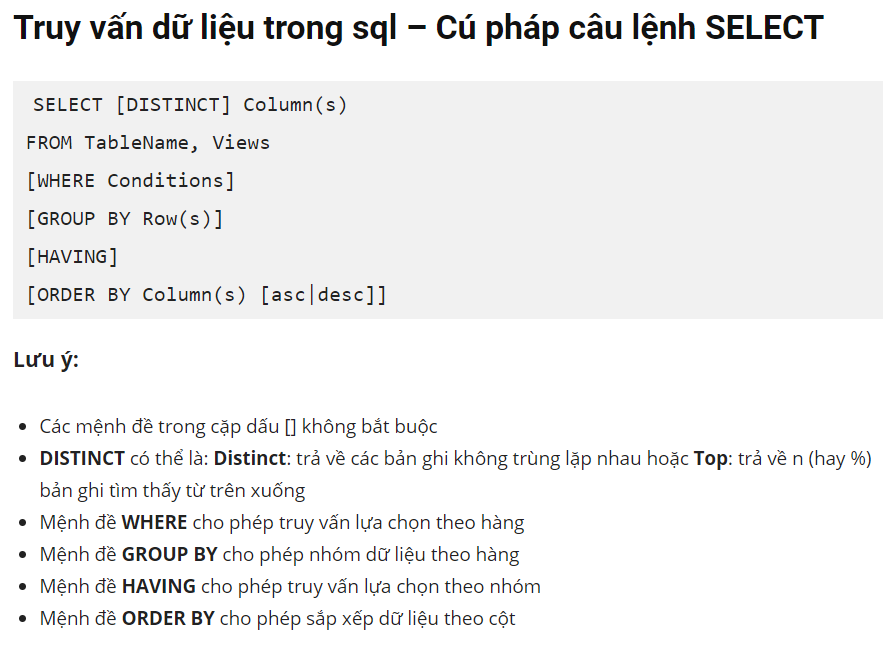 Truy vấn dữ liệu trong sql – Cú pháp câu lệnh SELECT
SELECT [DISTINCT] Column(s)
FROM TableName, Views
[WHERE Conditions]
[GROUP BY Row(s)]
[HAVING]
[ORDER BY Column(s) [asc|desc]]
Lưu ý:
• Các mệnh đề trong cặp dấu [] không bắt buộc
• DISTINCT có thể là: Distinct: trả về các bản ghi không trùng lặp nhau hoặc Top: trả về n (hay %)
bản ghi tìm thấy từ trên xuống
• Mệnh đề WHERE cho phép truy vấn lựa chọn theo hàng
• Mệnh đề GROUP BY cho phép nhóm dữ liệu theo hàng
• Mệnh đề HAVING cho phép truy vấn lựa chọn theo nhóm
• Mệnh đề ORDER BY cho phép sắp xếp dữ liệu theo cột